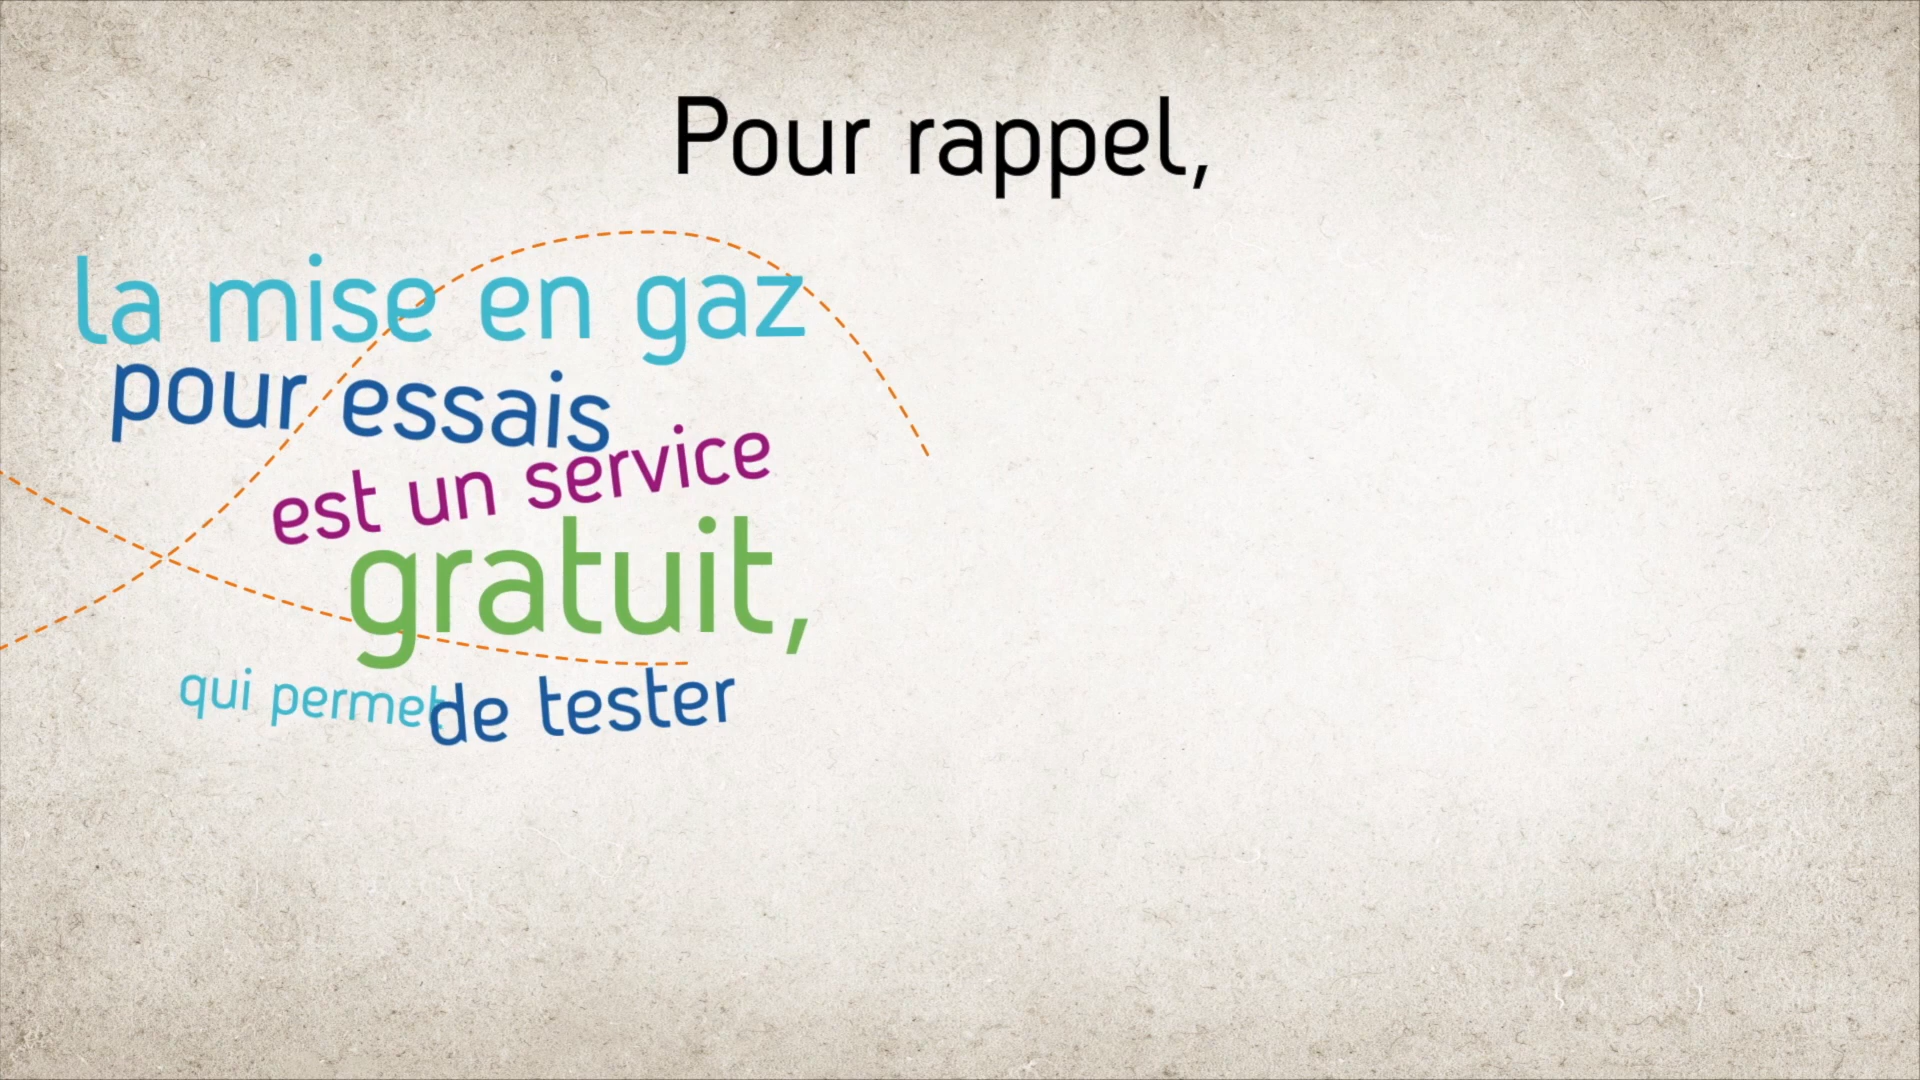 Pour rappel,
la mise en gaz
pour essais
est un service
gratuit,
qui permet
de tester